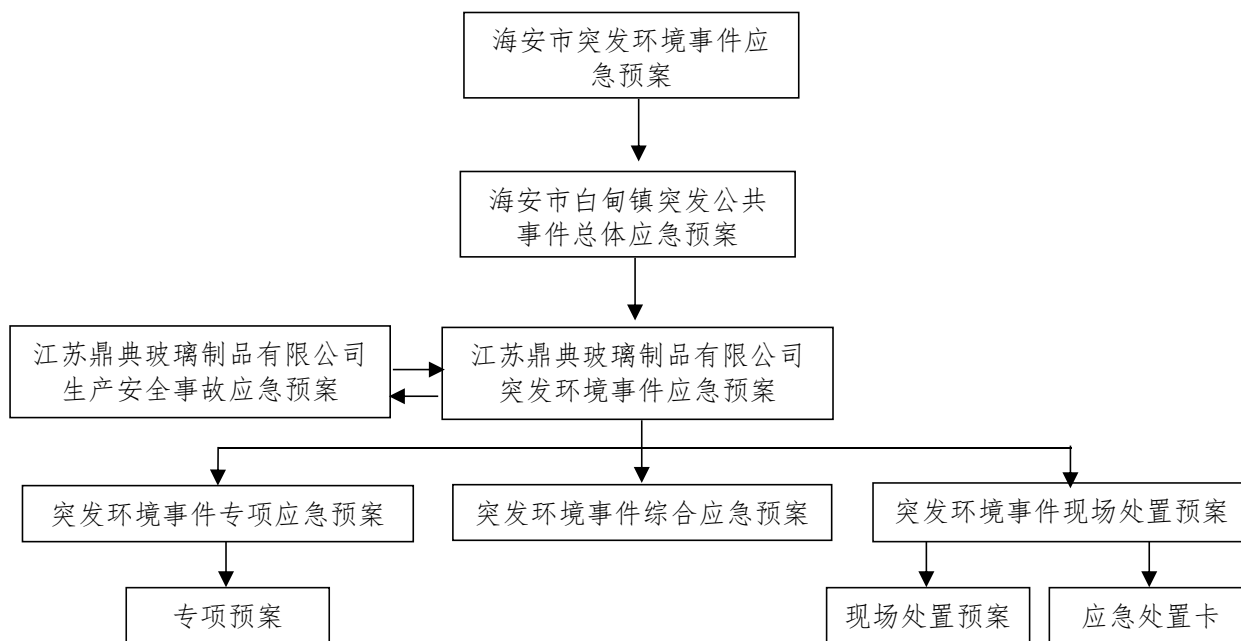 海安市突发环境事件应
急预案
海安市白甸镇突发公共
事件总体应急预案
江苏鼎典玻璃制品有限公司
生产安全事故应急预案
江苏鼎典玻璃制品有限公司
突发环境事件应急预案
突发环境事件专项应急预案
突发环境事件综合应急预案
突发环境事件现场处置预案
专项预案
现场处置预案
应急处置卡